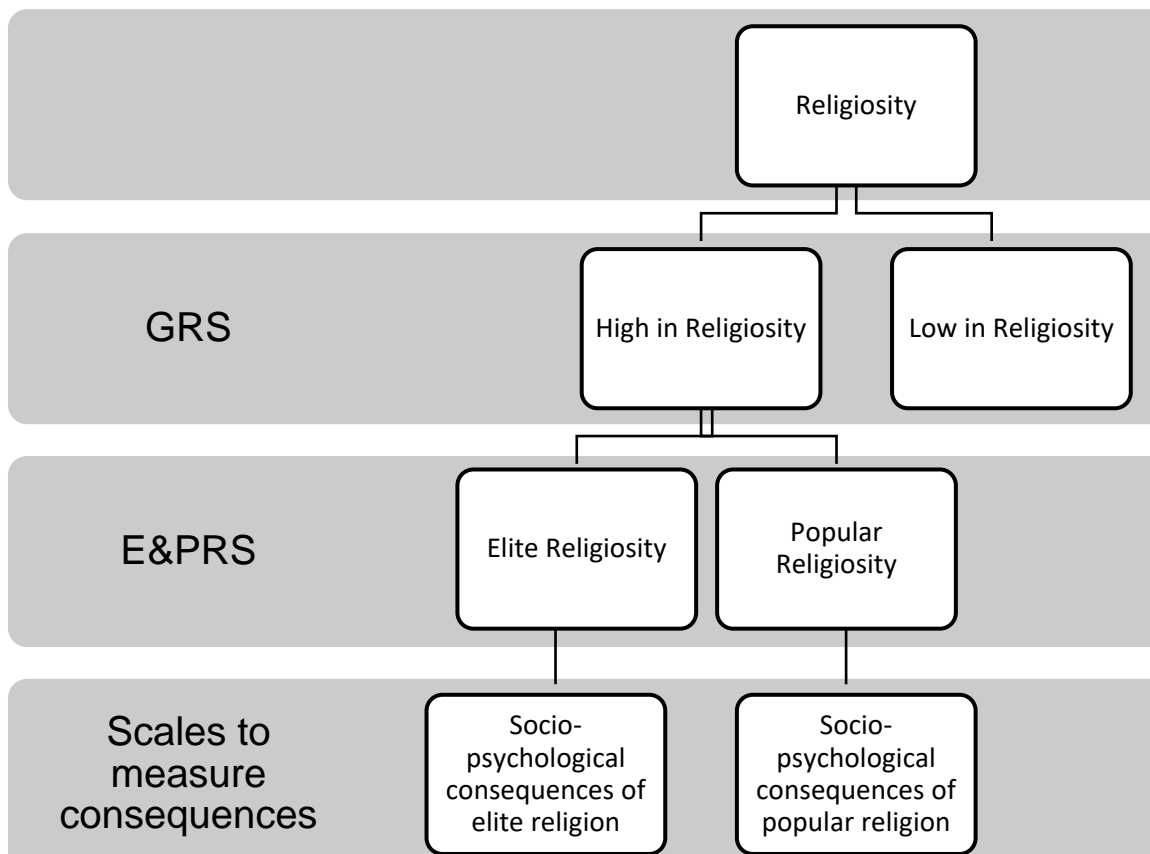 Religiosity
GRS
High in Religiosity
Low in Religiosity
E&PRS
Elite Religiosity
Popular
Religiosity
Scales to
measure
consequences
Socio-
psychological
consequences of
elite religion
Socio-
psychological
consequences of
popular religion